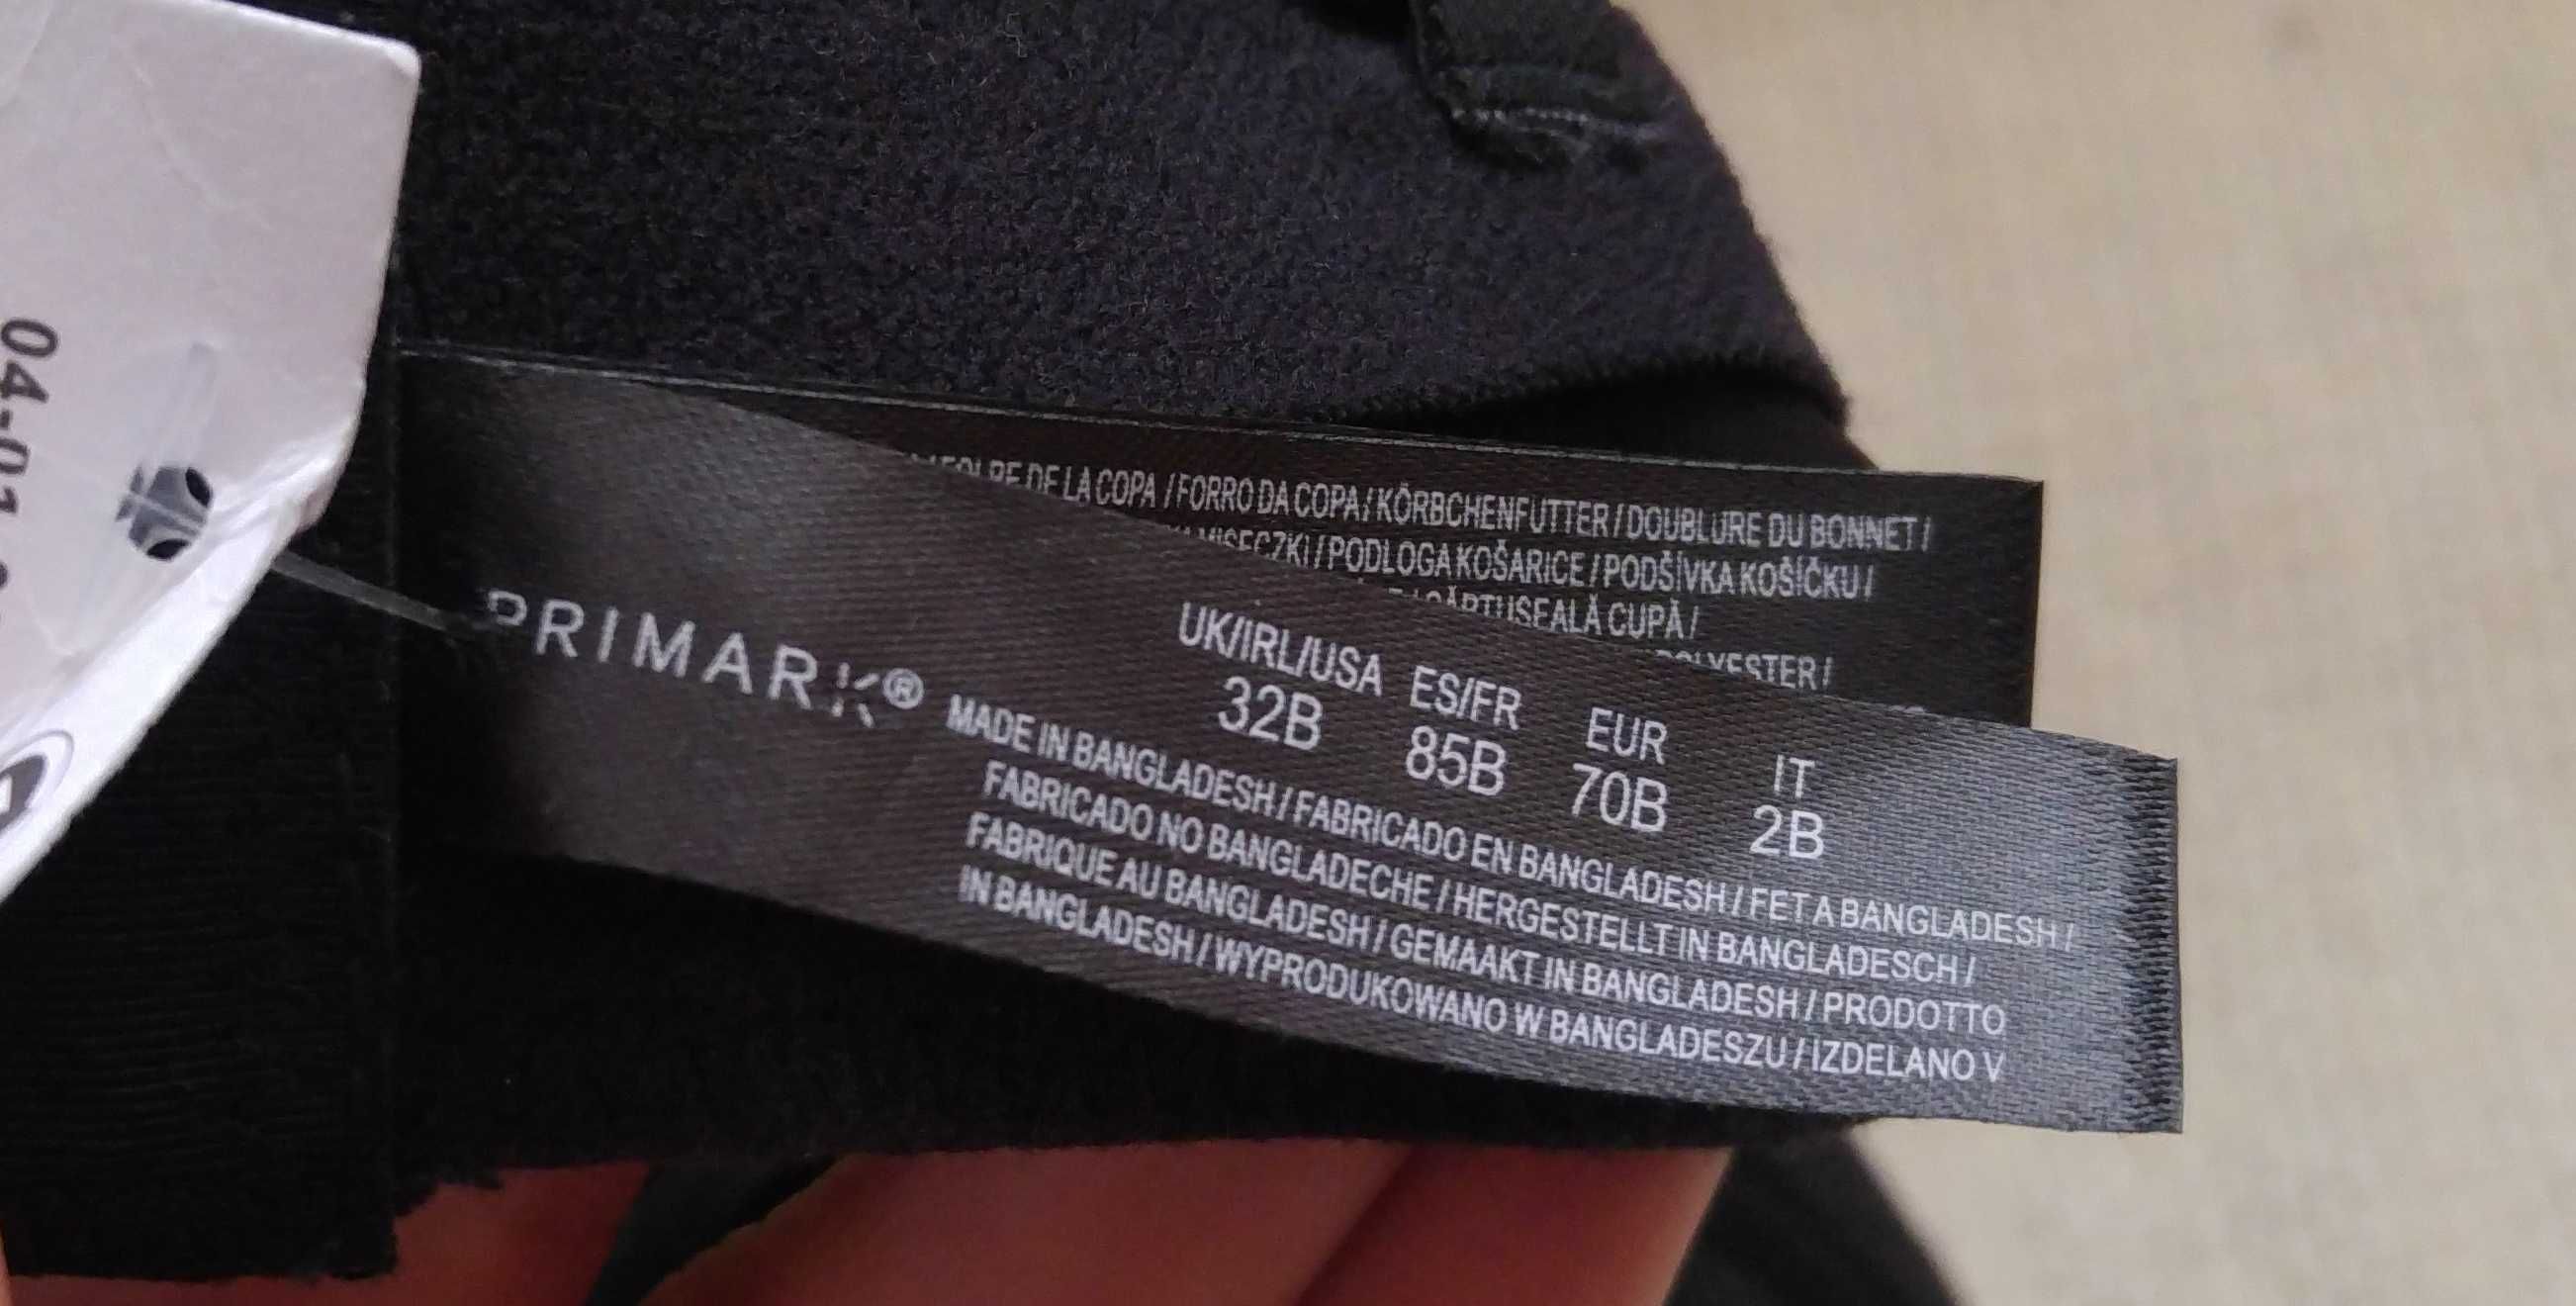 04-01
DE LA COPA / FORRO DA COPA / KÖRBCHENFUTTER / DOUBLURE DU BONNET /
MISECZKI / PODLOGA KOŠARICE / PODŠÍVKA KOŠÍČKU /
CUPĂ /
POLYESTER /
PRIMARK®
UK/IRL/USA ES/FR EUR IT
32B 85B 70B 2B
MADE IN BANGLADESH / FABRICADO EN BANGLADESH / FET A BANGLADESH /
FABRICADO NO BANGLADECHE / HERGESTELLT IN BANGLADESCH /
FABRIQUE AU BANGLADESH / GEMAAKT IN BANGLADESH / PRODOTTO
IN BANGLADESH / WYPRODUKOWANO W BANGLADESZU / IZDELANO V